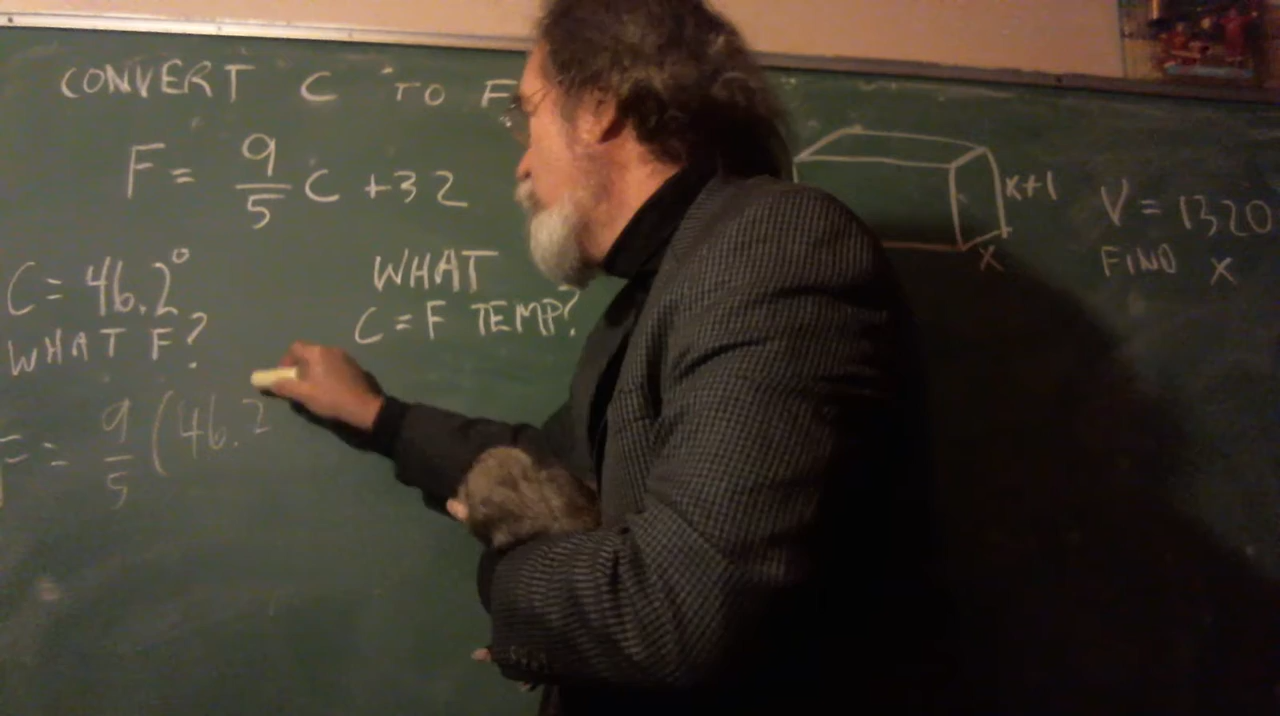 CONVERT C TO F
F = 9/5 C + 32
C = 46.2°
WHAT F?
WHAT
C = F TEMP?
F = 9/5 (46.2
x+1
x
V = 1320
FIND x